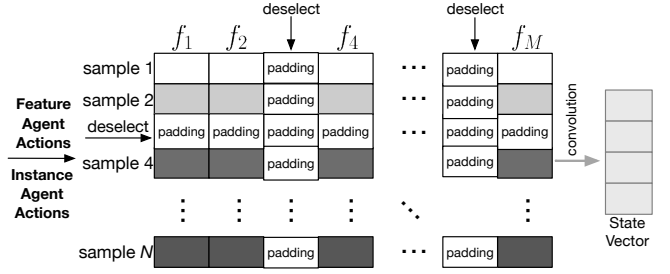 deselect deselect
f1 f2 f4 ··· fM
sample 1 padding ··· padding
sample 2 padding padding
Feature Agent Actions
deselect padding padding padding padding ··· padding padding
sample 4 padding padding
Instance Agent Actions
convolution
State Vector
sample N padding ··· padding